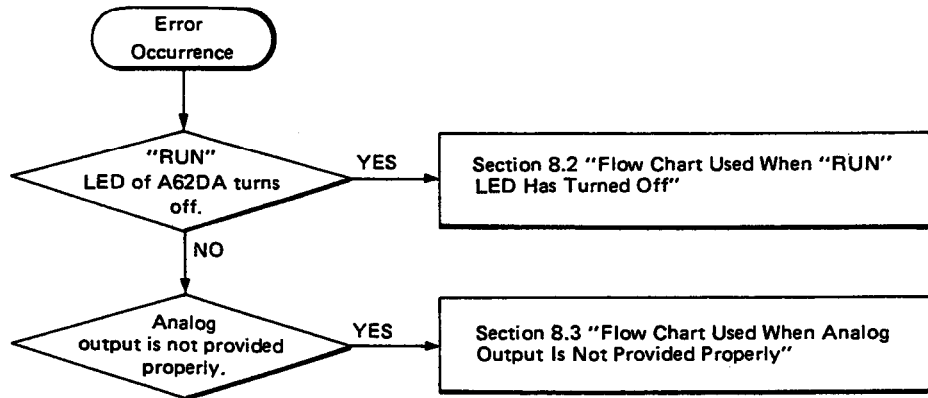 Error
Occurrence
"RUN"
LED of A62DA turns
off.
YES
Section 8.2 "Flow Chart Used When "RUN"
LED Has Turned Off"
NO
Analog
output is not provided
properly.
YES
Section 8.3 "Flow Chart Used When Analog
Output Is Not Provided Properly"